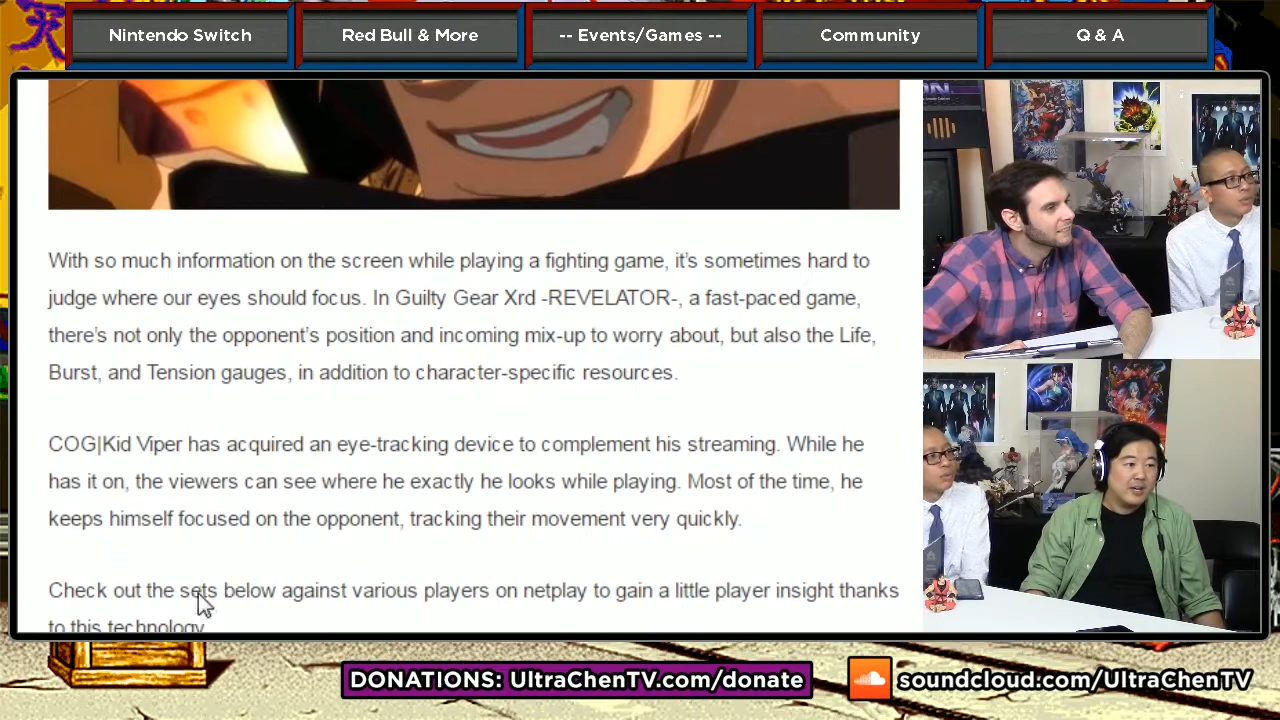 Nintendo Switch
Red Bull & More
-- Events/Games --
Community
Q & A
With so much information on the screen while playing a fighting game, it’s sometimes hard to
judge where our eyes should focus. In Guilty Gear Xrd -REVELATOR-, a fast-paced game,
there’s not only the opponent’s position and incoming mix-up to worry about, but also the Life,
Burst, and Tension gauges, in addition to character-specific resources.
COG|Kid Viper has acquired an eye-tracking device to complement his streaming. While he
has it on, the viewers can see where he exactly he looks while playing. Most of the time, he
keeps himself focused on the opponent, tracking their movement very quickly.
Check out the sets below against various players on netplay to gain a little player insight thanks
to this technology.
DONATIONS: UltraChenTV.com/donate
soundcloud.com/UltraChenTV